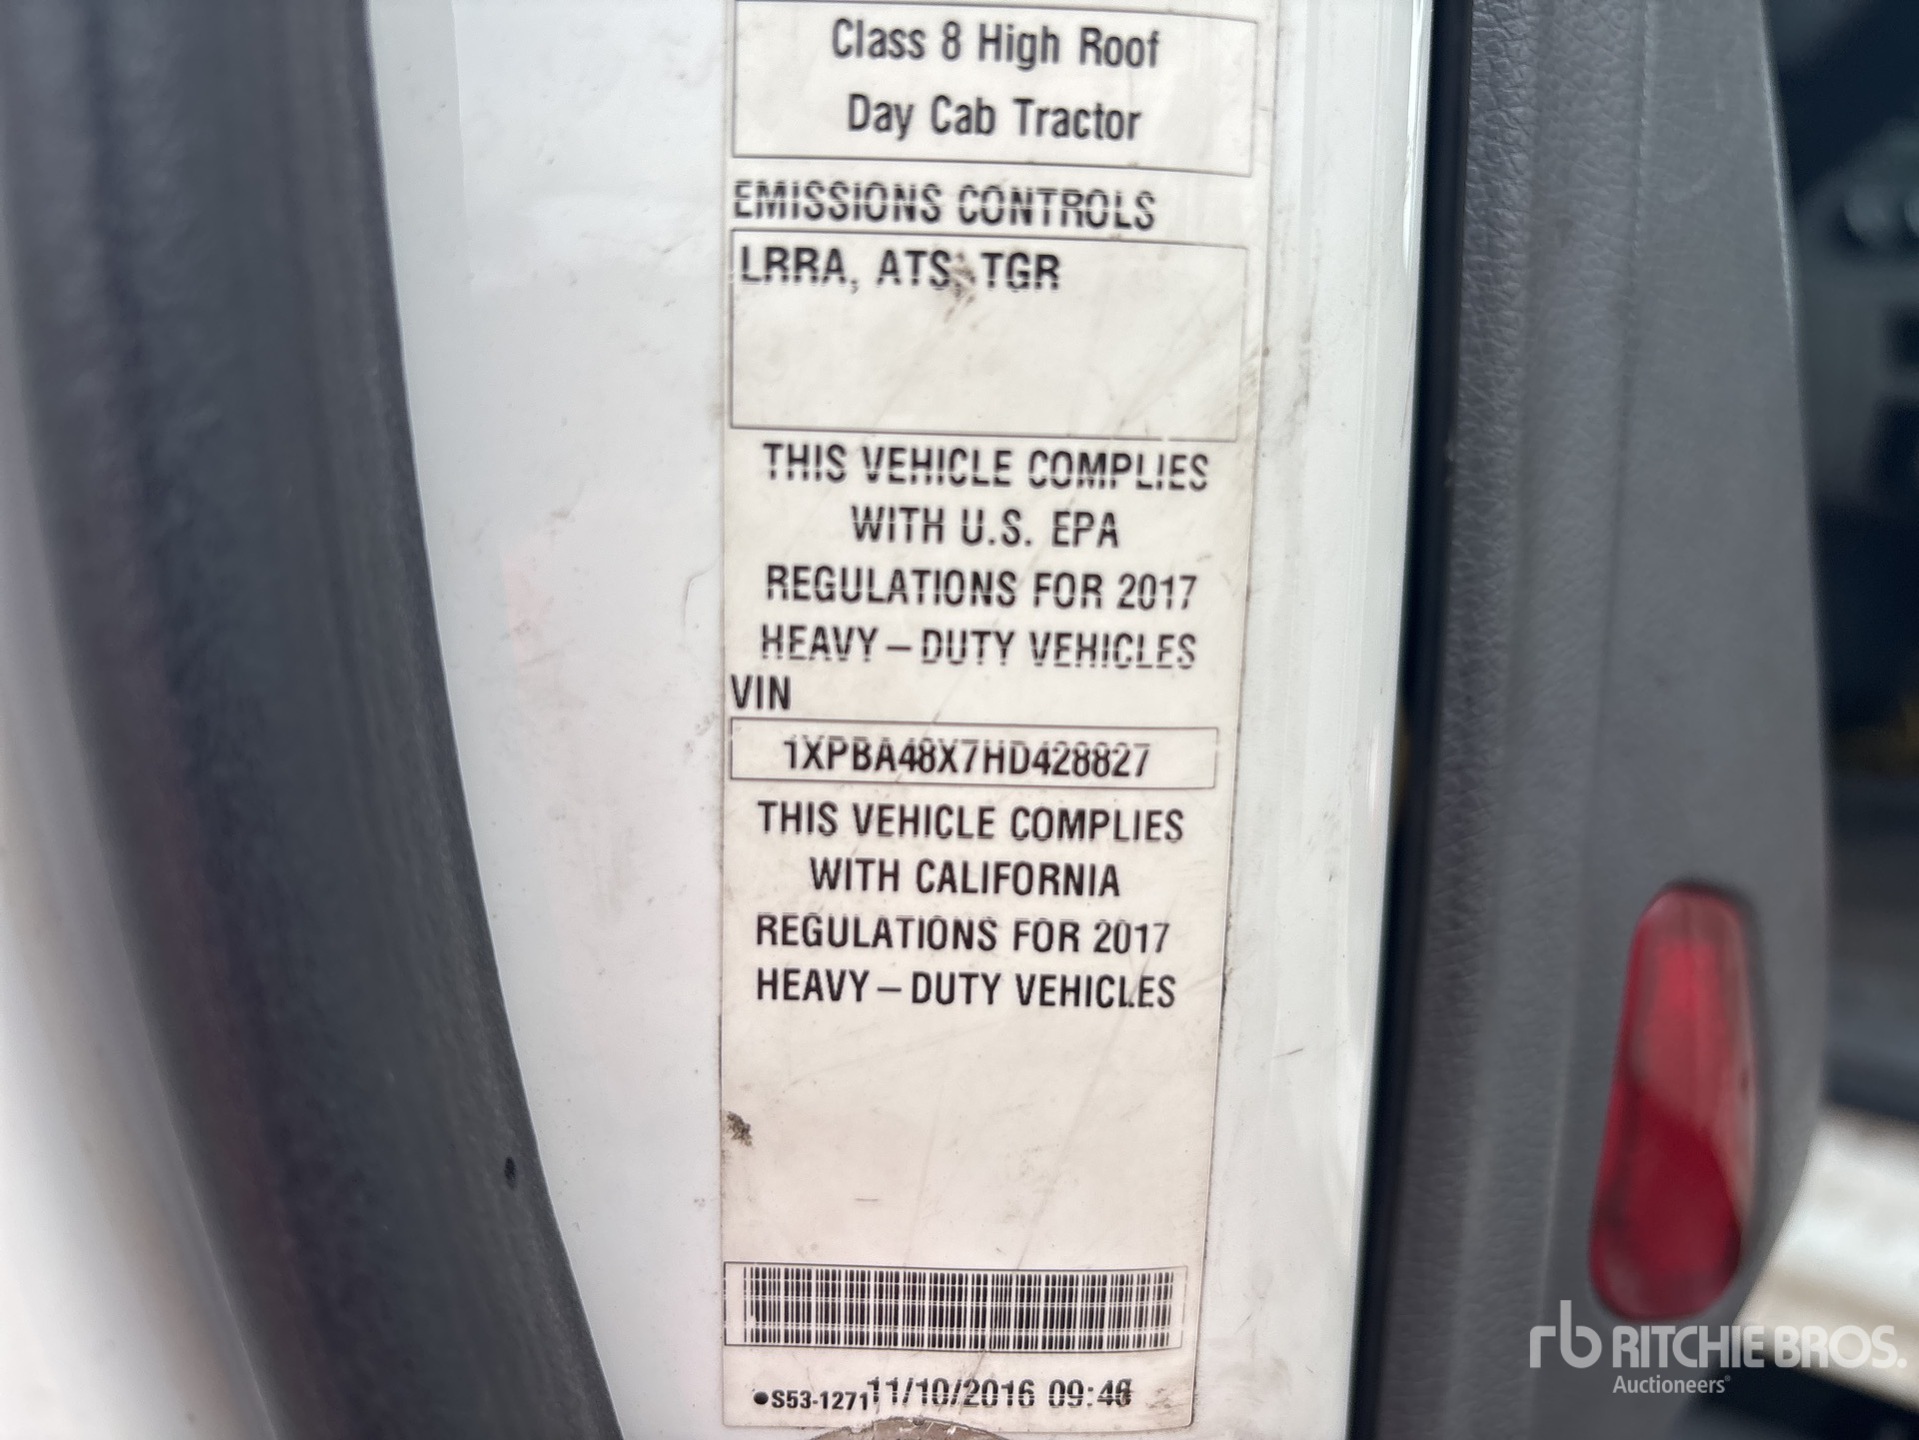 Class 8 High Roof
Day Cab Tractor
EMISSIONS CONTROLS
LRRA, ATS, TGR
THIS VEHICLE COMPLIES
WITH U.S. EPA
REGULATIONS FOR 2017
HEAVY-DUTY VEHICLES
VIN
1XPBA48X7HD428827
THIS VEHICLE COMPLIES
WITH CALIFORNIA
REGULATIONS FOR 2017
HEAVY-DUTY VEHICLES
●S53-1271 11/10/2016
rb RITCHIE BROS.
Auctioneers®